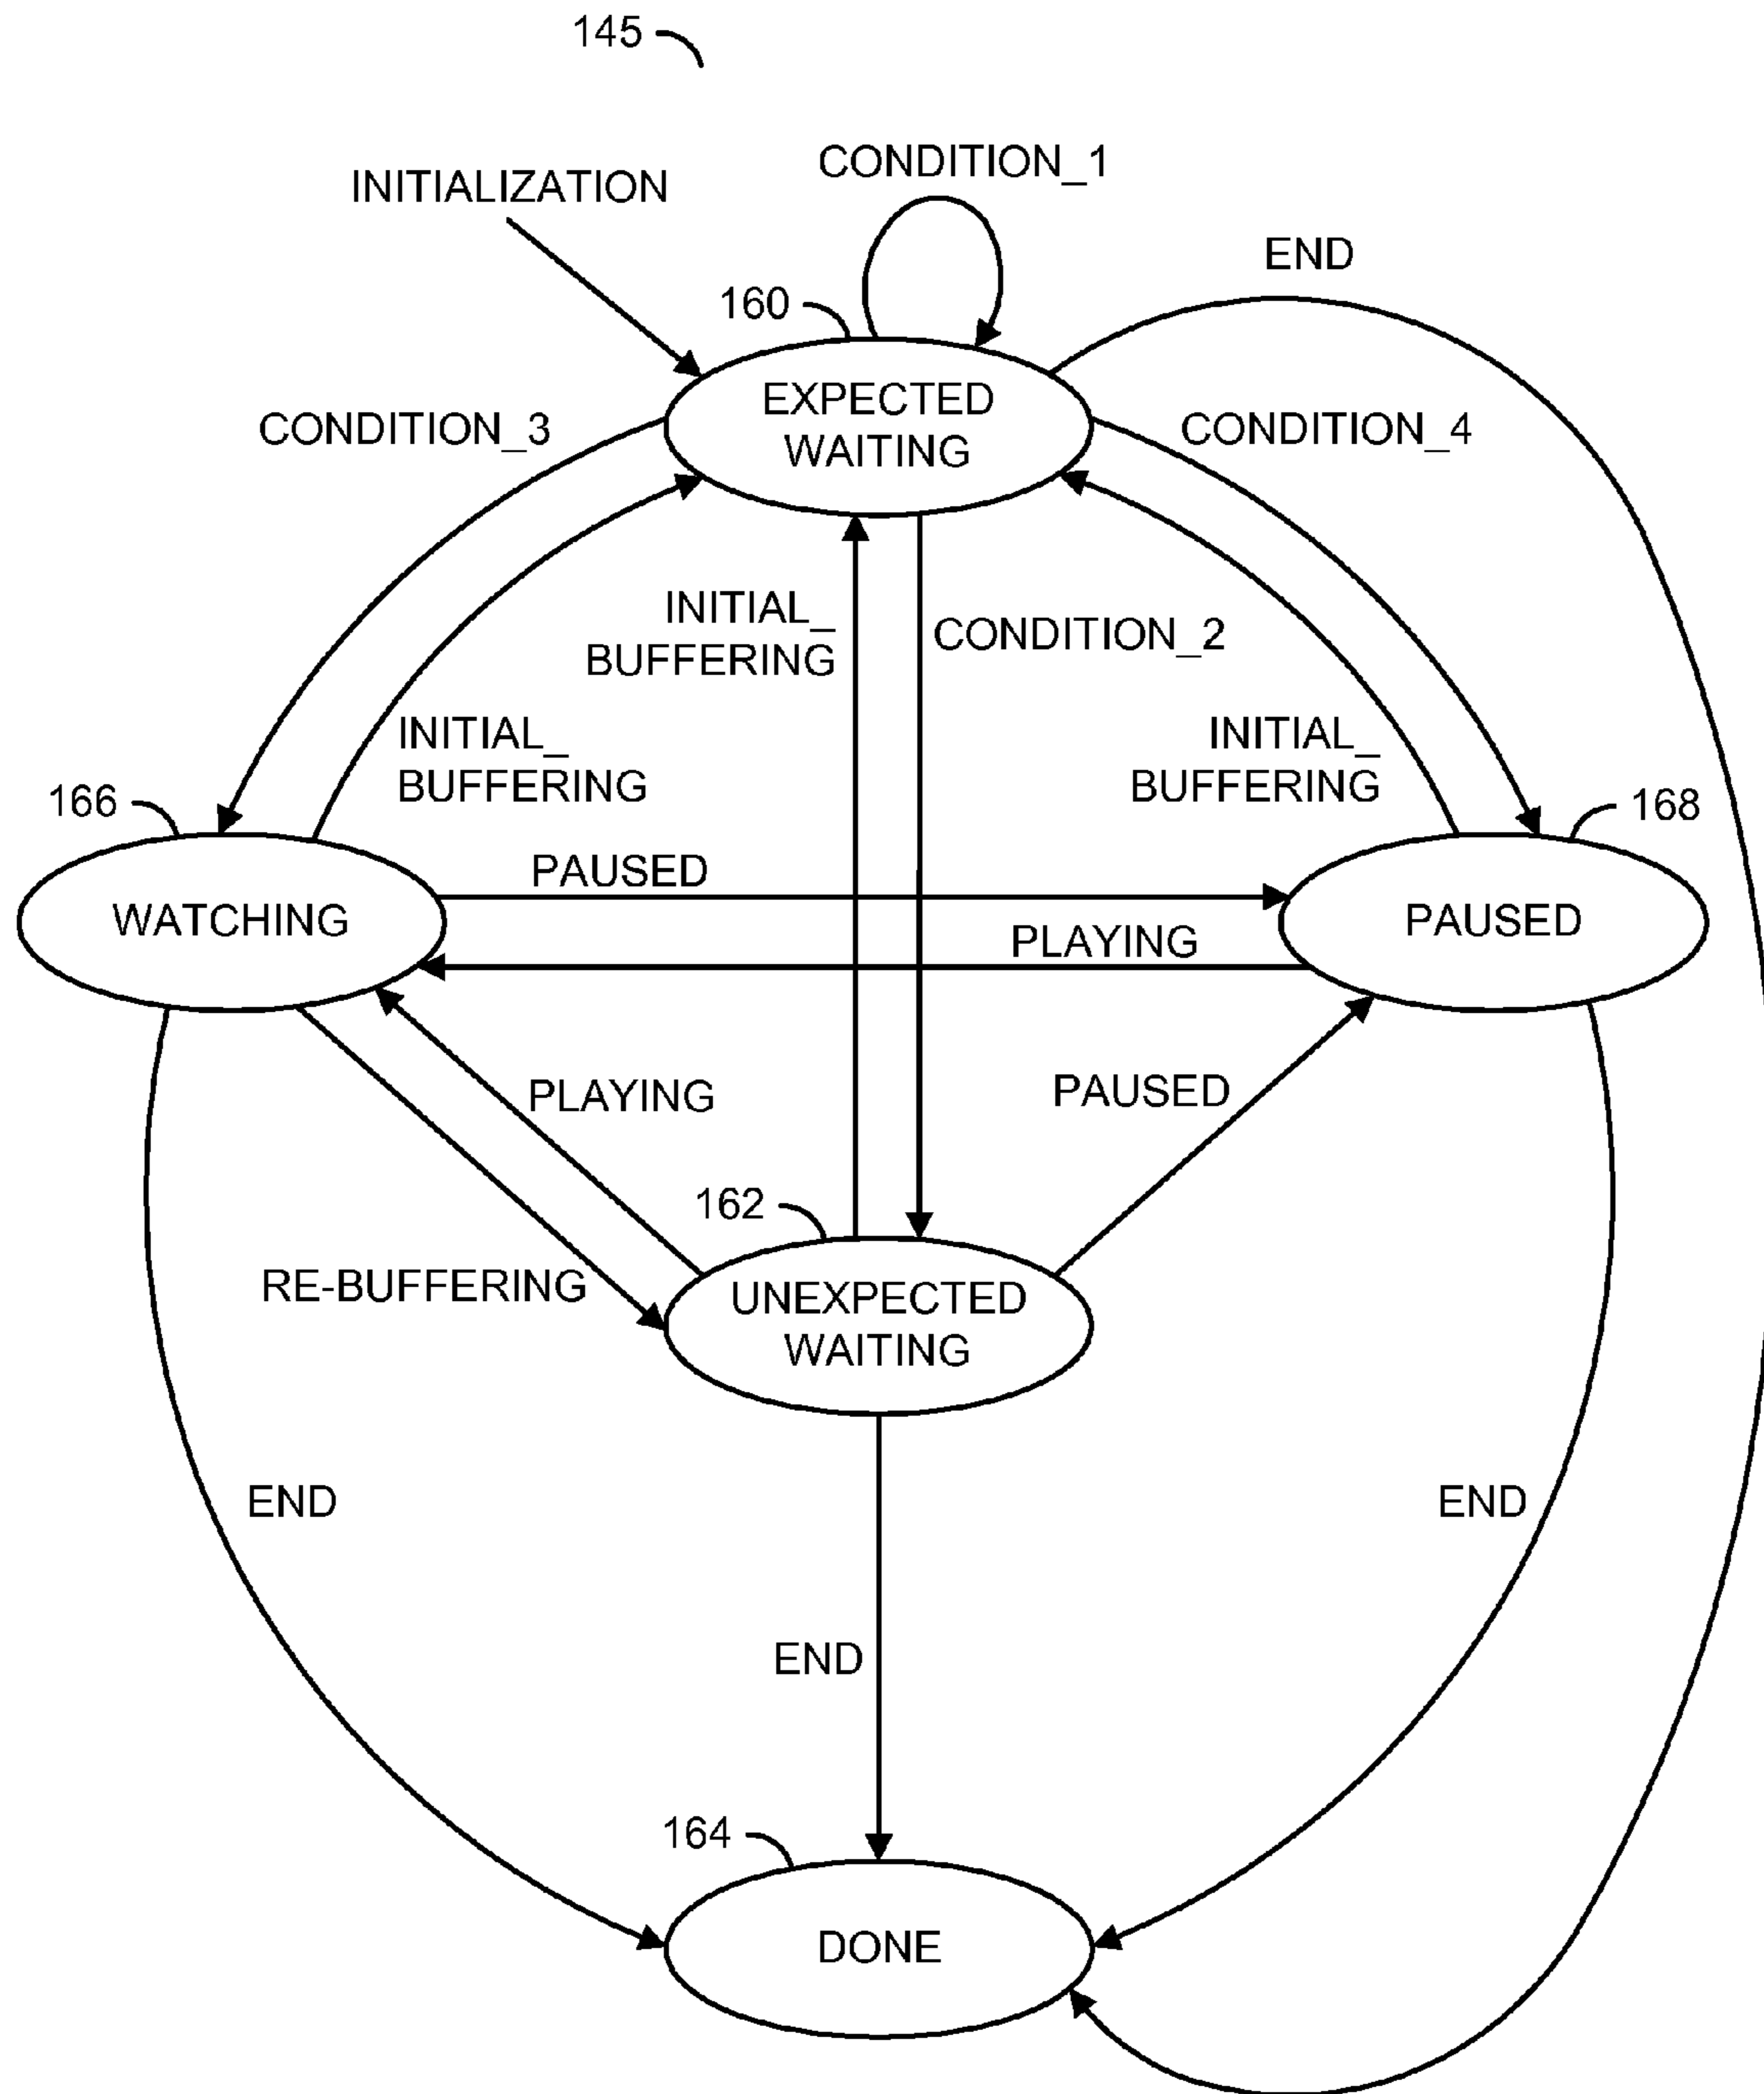 145
CONDITION_1
INITIALIZATION
END
160
EXPECTED
WAITING
CONDITION_3
CONDITION_4
INITIAL_
BUFFERING
CONDITION_2
INITIAL_
BUFFERING
INITIAL_
BUFFERING
166
168
PAUSED
WATCHING
PAUSED
PLAYING
PLAYING
PAUSED
162
RE-BUFFERING
UNEXPECTED
WAITING
END
END
END
164
DONE